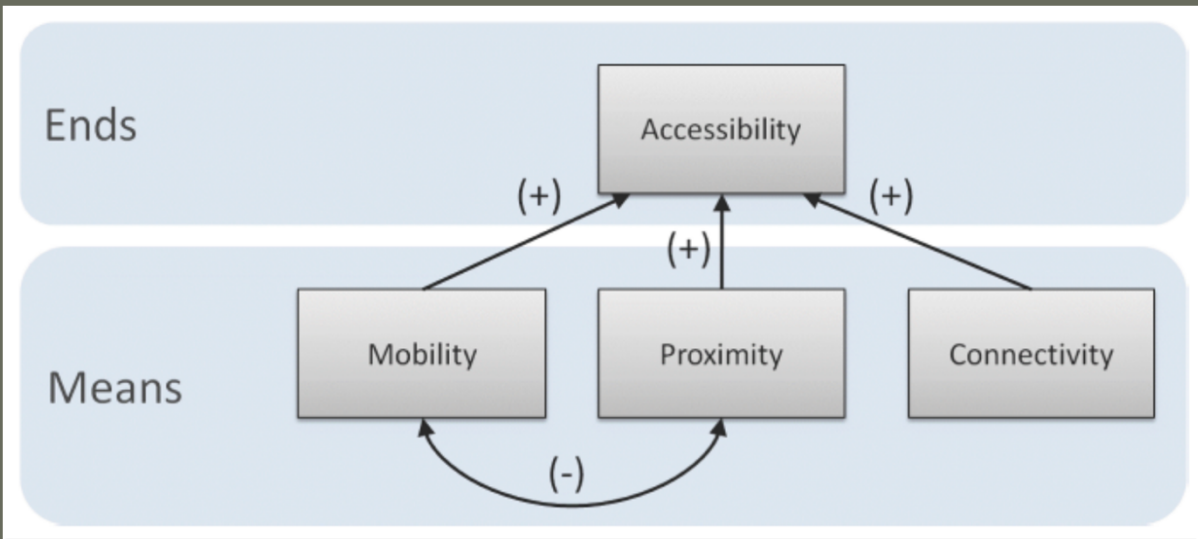 Ends
Accessibility
(+)
(+)
(+)
Means
Mobility
Proximity
Connectivity
(-)